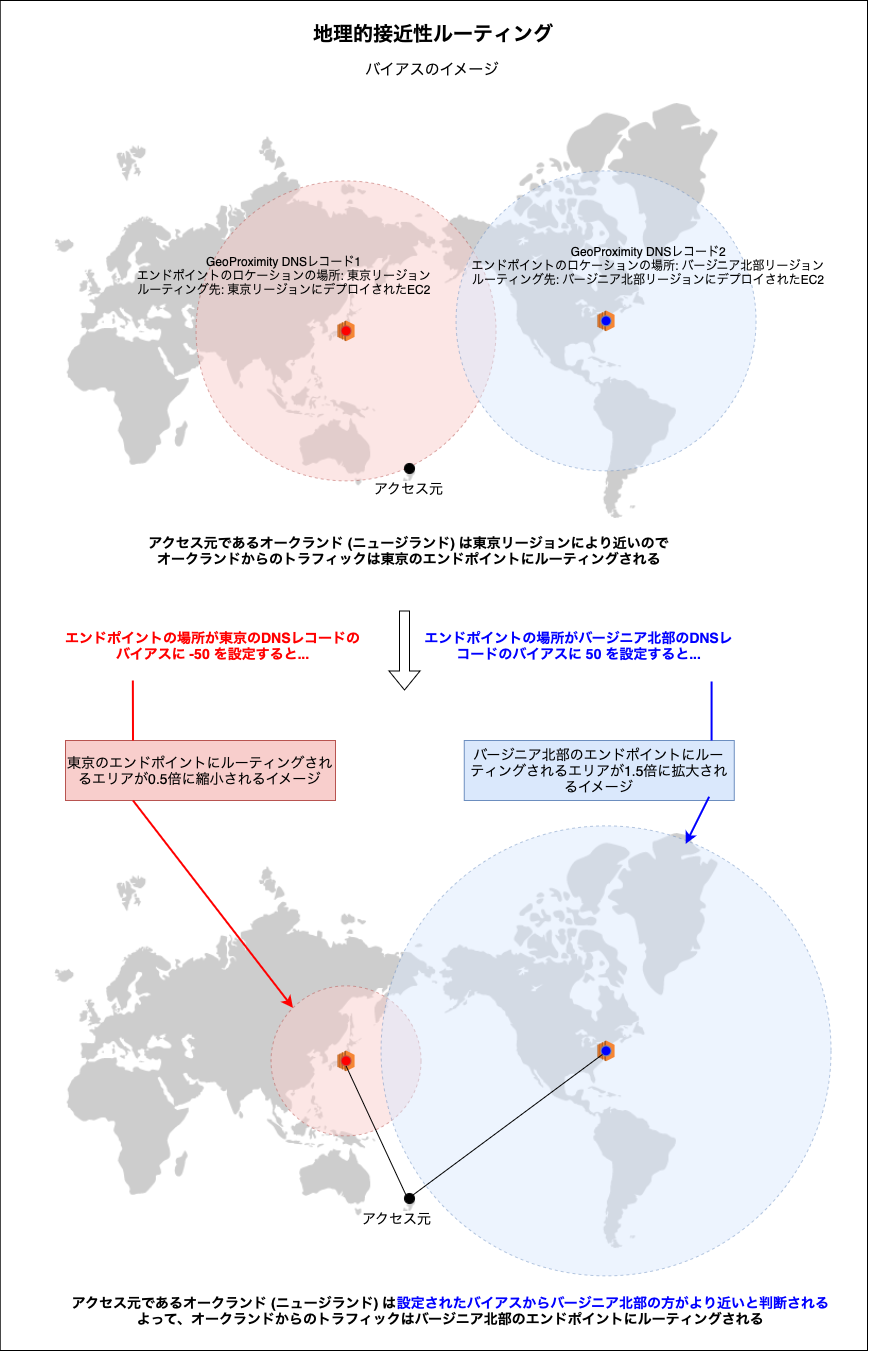 地理的接近性ルーティング
バイアスのイメージ
GeoProximity DNSレコード1
エンドポイントのロケーションの場所: 東京リージョン
ルーティング先: 東京リージョンにデプロイされたEC2
GeoProximity DNSレコード2
エンドポイントのロケーションの場所: バージニア北部リージョン
ルーティング先: バージニア北部リージョンにデプロイされたEC2
アクセス元
アクセス元であるオークランド (ニュージランド) は東京リージョンにより近いので
オークランドからのトラフィックは東京のエンドポイントにルーティングされる
エンドポイントの場所が東京のDNSレコードの
バイアスに -50 を設定すると...
エンドポイントの場所がバージニア北部のDNSレ
コードのバイアスに 50 を設定すると...
東京のエンドポイントにルーティングされ
るエリアが0.5倍に縮小されるイメージ
バージニア北部のエンドポイントにルー
ティングされるエリアが1.5倍に拡大され
るイメージ
アクセス元
アクセス元であるオークランド (ニュージランド) は設定されたバイアスからバージニア北部の方がより近いと判断される
よって、オークランドからのトラフィックはバージニア北部のエンドポイントにルーティングされる